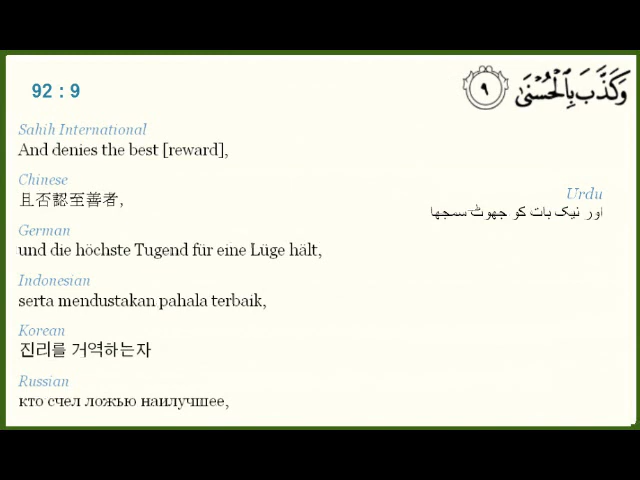 92 : 9
وَكَذَّبَ بِٱلْحُسْنَىٰ ٩
Sahih International
And denies the best [reward],
Chinese
且否認至善者,
Urdu
اور نیک بات کو جھوٹ سمجھا
German
und die höchste Tugend für eine Lüge hält,
Indonesian
serta mendustakan pahala terbaik,
Korean
진리를 거역하는자
Russian
кто счел ложью наилучшее,